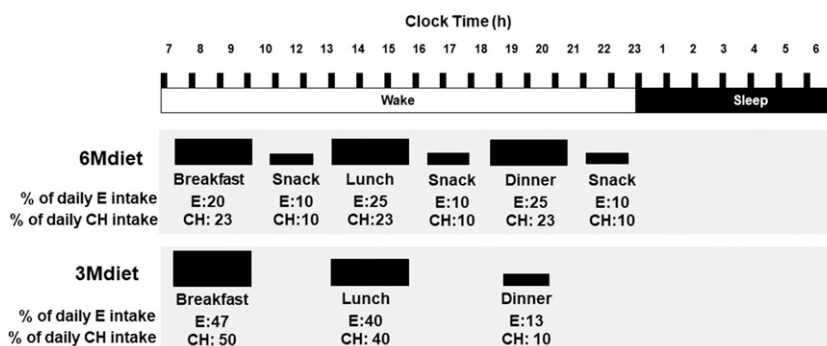 Clock Time (h)
7 8 9 10 12 13 14 15 16 17 18 19 20 21 22 23 1 2 3 4 5 6
Wake Sleep
6Mdiet
Breakfast Snack Lunch Snack Dinner Snack
% of daily E intake E:20 E:10 E:25 E:10 E:25 E:10
% of daily CH intake CH: 23 CH:10 CH:23 CH:10 CH: 23 CH:10
3Mdiet
Breakfast Lunch Dinner
% of daily E intake E:47 E:40 E:13
% of daily CH intake CH: 50 CH: 40 CH: 10